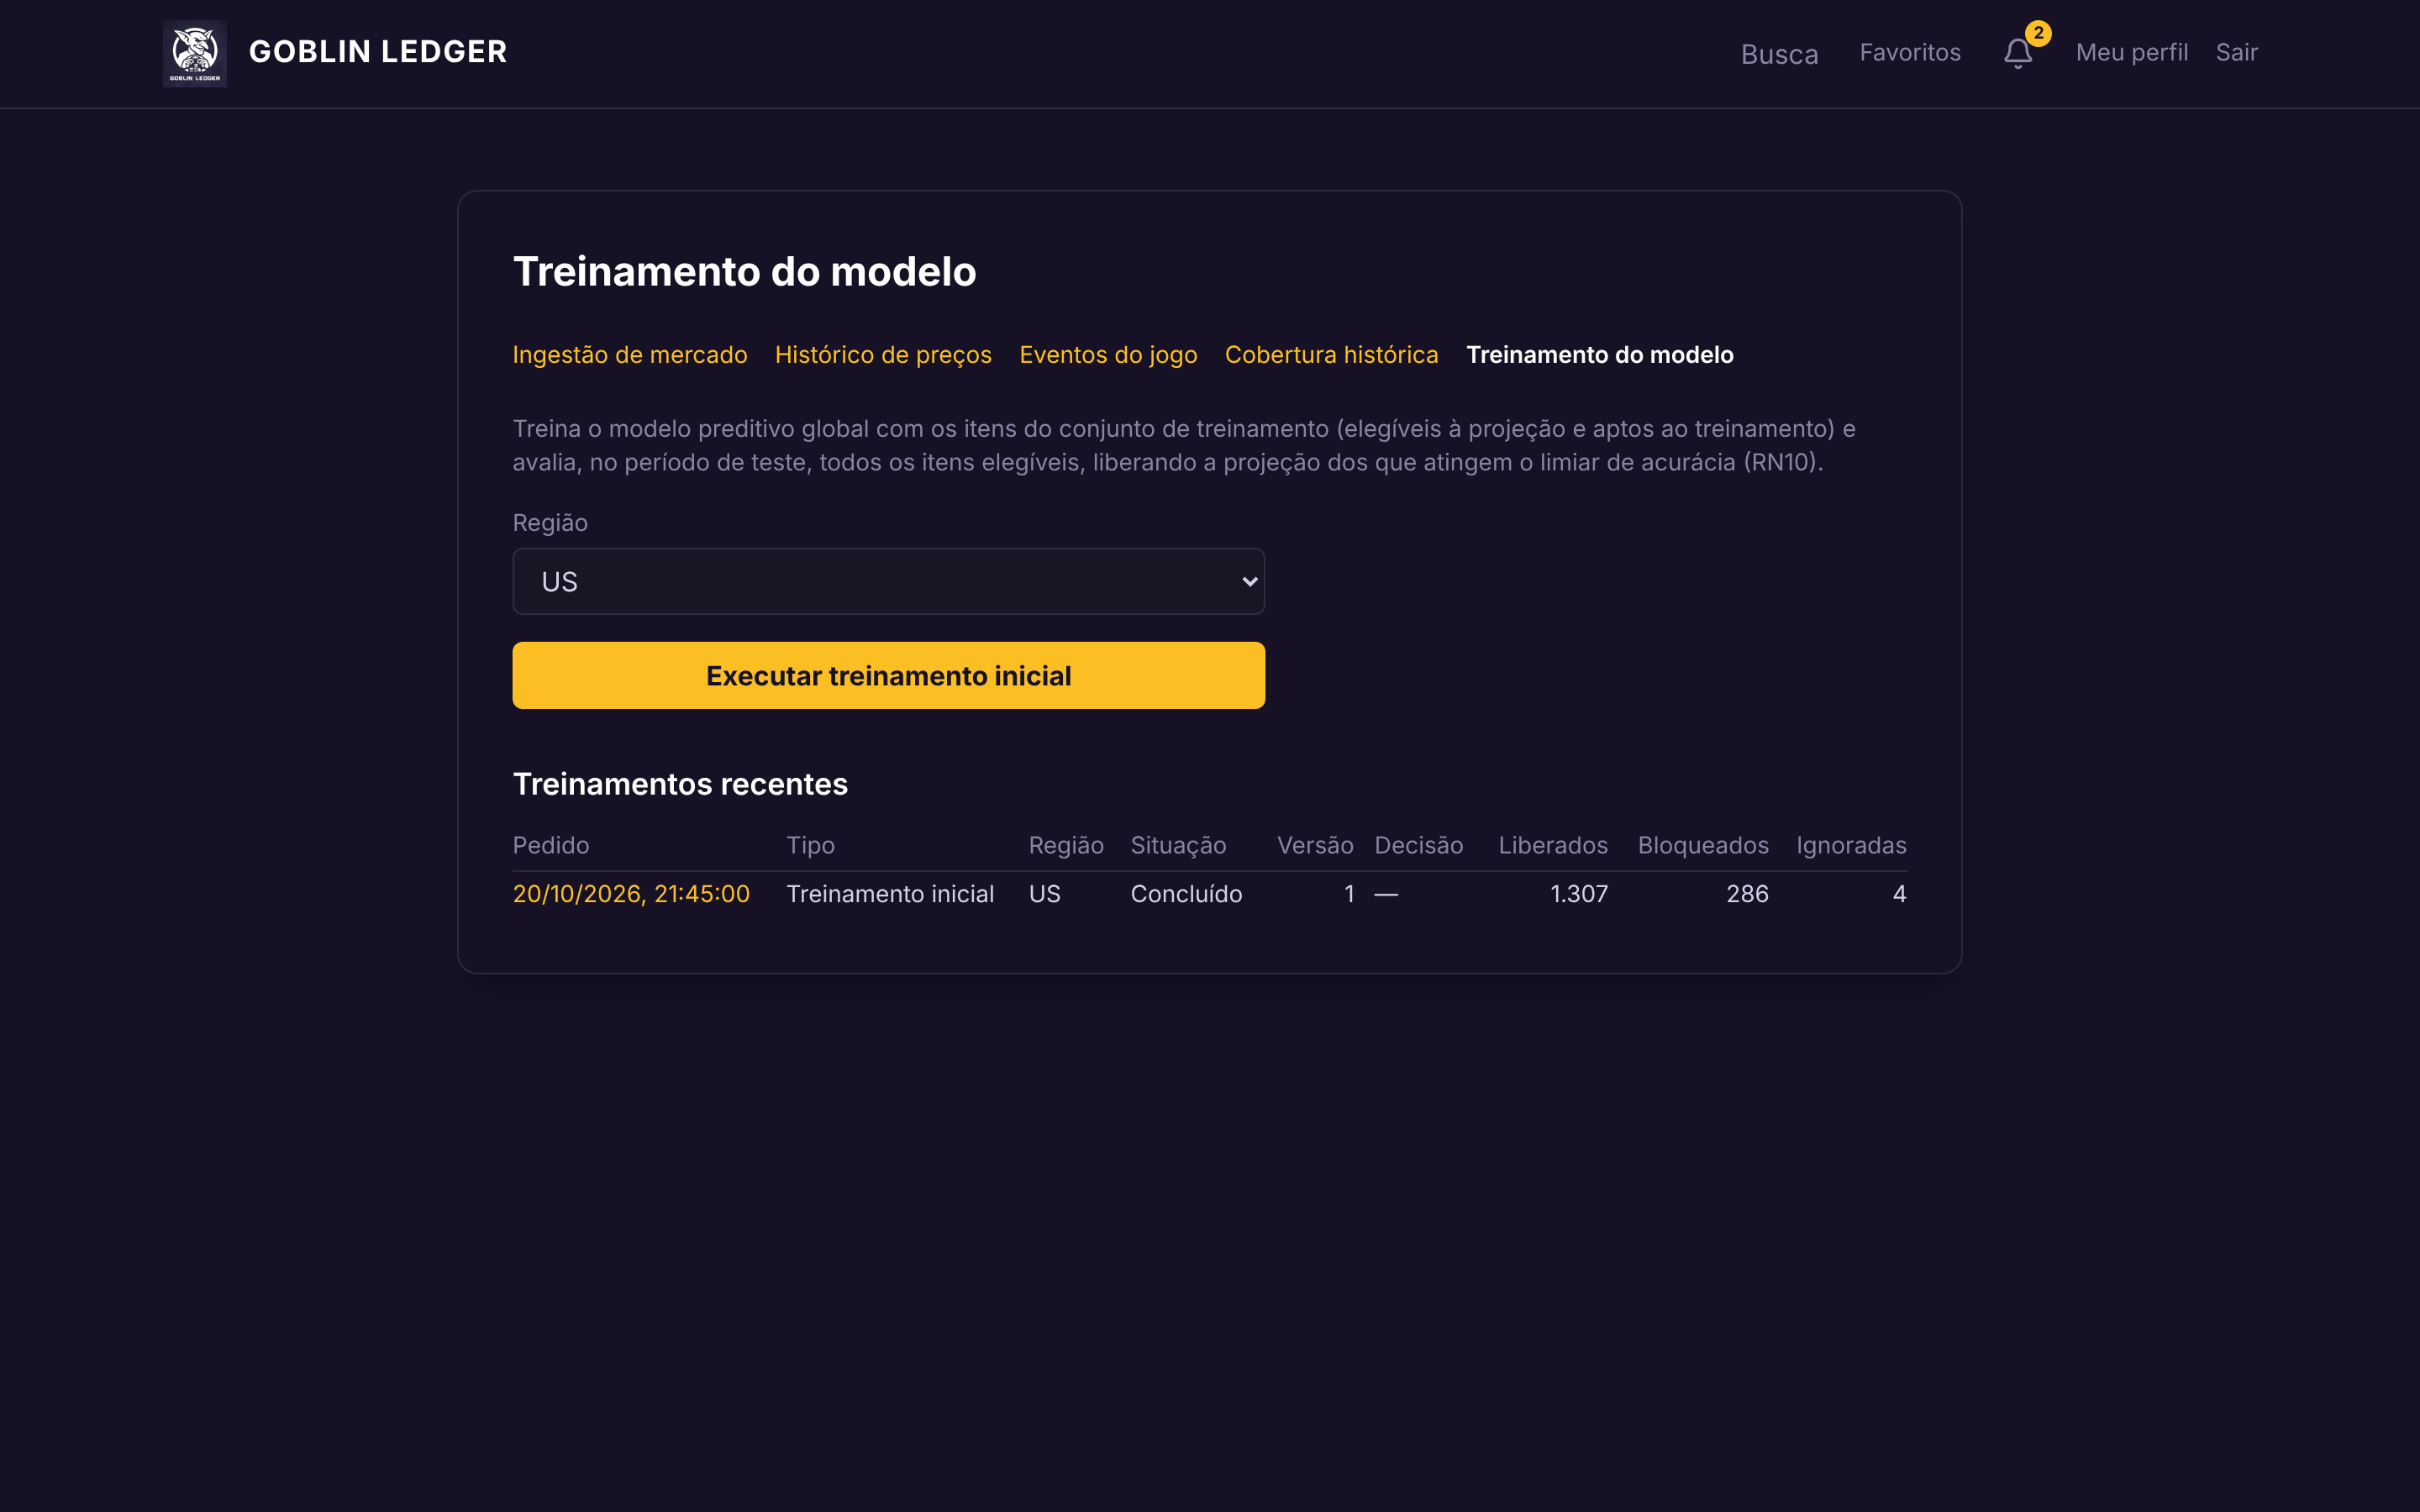 GOBLIN LEDGER
GOBLIN LEDGER
Busca
Favoritos
2
Meu perfil
Sair
Treinamento do modelo
Ingestão de mercado
Histórico de preços
Eventos do jogo
Cobertura histórica
Treinamento do modelo
Treina o modelo preditivo global com os itens do conjunto de treinamento (elegíveis à projeção e aptos ao treinamento) e
avalia, no período de teste, todos os itens elegíveis, liberando a projeção dos que atingem o limiar de acurácia (RN10).
Região
US
Executar treinamento inicial
Treinamentos recentes
Pedido Tipo Região Situação Versão Decisão Liberados Bloqueados Ignoradas
20/10/2026, 21:45:00 Treinamento inicial US Concluído 1 — 1.307 286 4